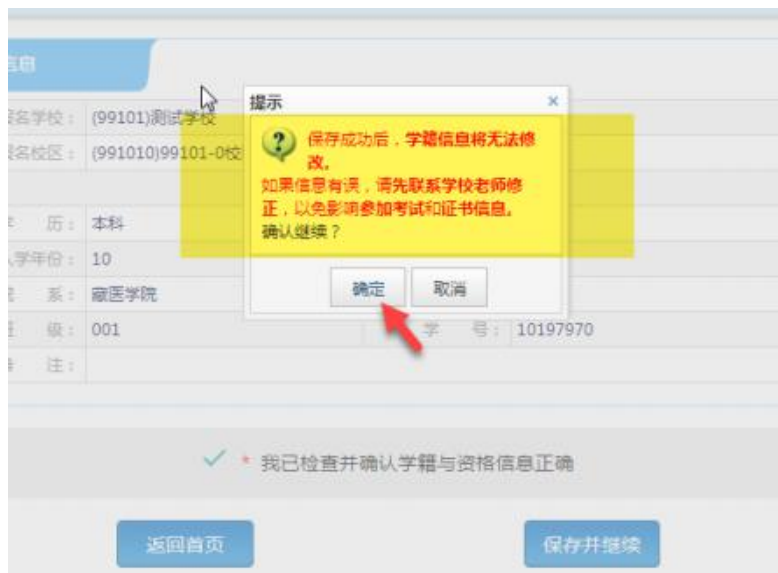 信息
提示
×
报名学校： (99101)测试学校
保存成功后，学籍信息将无法修
改。
报名校区： (991010)99101-0校
如果信息有误，请先联系学校老师修
正，以免影响参加考试和证书信息。
确认继续？
学 历： 本科
入学年份： 10
确定 取消
院 系： 藏医学院
班 级： 001 学 号： 10197970
备 注：
* 我已检查并确认学籍与资格信息正确
返回首页 保存并继续